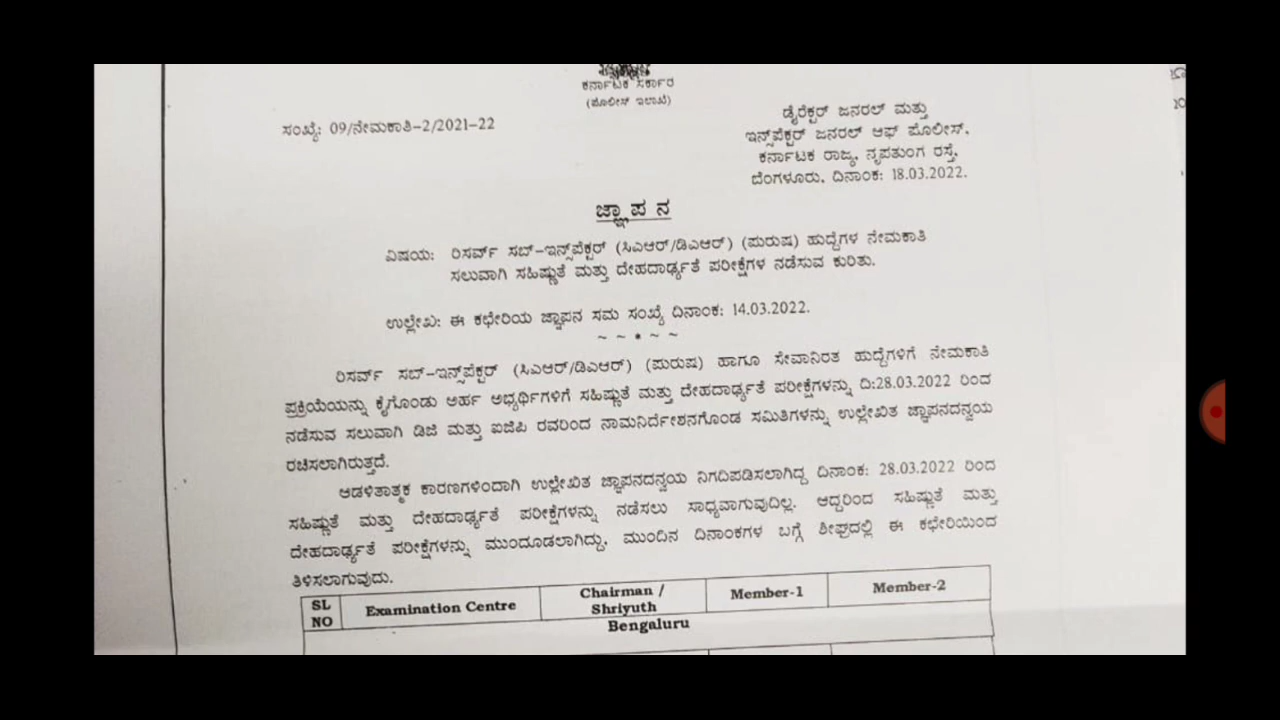 ಕರ್ನಾಟಕ ಸರ್ಕಾರ
(ಪೊಲೀಸ್ ಇಲಾಖೆ)
ಸಂಖ್ಯೆ: 09/ನೇಮಕಾತಿ-2/2021-22
ಡೈರೆಕ್ಟರ್ ಜನರಲ್ ಮತ್ತು
ಇನ್ಸ್‌ಪೆಕ್ಟರ್ ಜನರಲ್ ಆಫ್ ಪೊಲೀಸ್,
ಕರ್ನಾಟಕ ರಾಜ್ಯ, ನೃಪತುಂಗ ರಸ್ತೆ,
ಬೆಂಗಳೂರು, ದಿನಾಂಕ: 18.03.2022.
ಜ್ಞಾಪನ
ವಿಷಯ: ರಿಸರ್ವ್ ಸಬ್-ಇನ್ಸ್‌ಪೆಕ್ಟರ್ (ಸಿಎಆರ್/ಡಿಎಆರ್) (ಪುರುಷ) ಹುದ್ದೆಗಳ ನೇಮಕಾತಿ
ಸಲುವಾಗಿ ಸಹಿಷ್ಣುತೆ ಮತ್ತು ದೇಹದಾರ್ಢ್ಯತೆ ಪರೀಕ್ಷೆಗಳ ನಡೆಸುವ ಕುರಿತು.
ಉಲ್ಲೇಖ: ಈ ಕಛೇರಿಯ ಜ್ಞಾಪನ ಸಮ ಸಂಖ್ಯೆ ದಿನಾಂಕ: 14.03.2022.
~ ~ * ~ ~
ರಿಸರ್ವ್ ಸಬ್-ಇನ್ಸ್‌ಪೆಕ್ಟರ್ (ಸಿಎಆರ್/ಡಿಎಆರ್) (ಪುರುಷ) ಹಾಗೂ ಸೇವಾನಿರತ ಹುದ್ದೆಗಳಿಗೆ ನೇಮಕಾತಿ
ಪ್ರಕ್ರಿಯೆಯನ್ನು ಕೈಗೊಂಡು ಅರ್ಹ ಅಭ್ಯರ್ಥಿಗಳಿಗೆ ಸಹಿಷ್ಣುತೆ ಮತ್ತು ದೇಹದಾರ್ಢ್ಯತೆ ಪರೀಕ್ಷೆಗಳನ್ನು ದಿ:28.03.2022 ರಿಂದ
ನಡೆಸುವ ಸಲುವಾಗಿ ಡಿಜಿ ಮತ್ತು ಐಜಿಪಿ ರವರಿಂದ ನಾಮನಿರ್ದೇಶನಗೊಂಡ ಸಮಿತಿಗಳನ್ನು ಉಲ್ಲೇಖಿತ ಜ್ಞಾಪನದನ್ವಯ
ರಚಿಸಲಾಗಿರುತ್ತದೆ.
ಆಡಳಿತಾತ್ಮಕ ಕಾರಣಗಳಿಂದಾಗಿ ಉಲ್ಲೇಖಿತ ಜ್ಞಾಪನದನ್ವಯ ನಿಗದಿಪಡಿಸಲಾಗಿದ್ದ ದಿನಾಂಕ: 28.03.2022 ರಿಂದ
ಸಹಿಷ್ಣುತೆ ಮತ್ತು ದೇಹದಾರ್ಢ್ಯತೆ ಪರೀಕ್ಷೆಗಳನ್ನು ನಡೆಸಲು ಸಾಧ್ಯವಾಗುವುದಿಲ್ಲ. ಆದ್ದರಿಂದ ಸಹಿಷ್ಣುತೆ ಮತ್ತು
ದೇಹದಾರ್ಢ್ಯತೆ ಪರೀಕ್ಷೆಗಳನ್ನು ಮುಂದೂಡಲಾಗಿದ್ದು, ಮುಂದಿನ ದಿನಾಂಕಗಳ ಬಗ್ಗೆ ಶೀಘ್ರದಲ್ಲಿ ಈ ಕಛೇರಿಯಿಂದ
ತಿಳಿಸಲಾಗುವುದು.
SL NO Examination Centre Chairman / Shriyuth Member-1 Member-2
Bengaluru